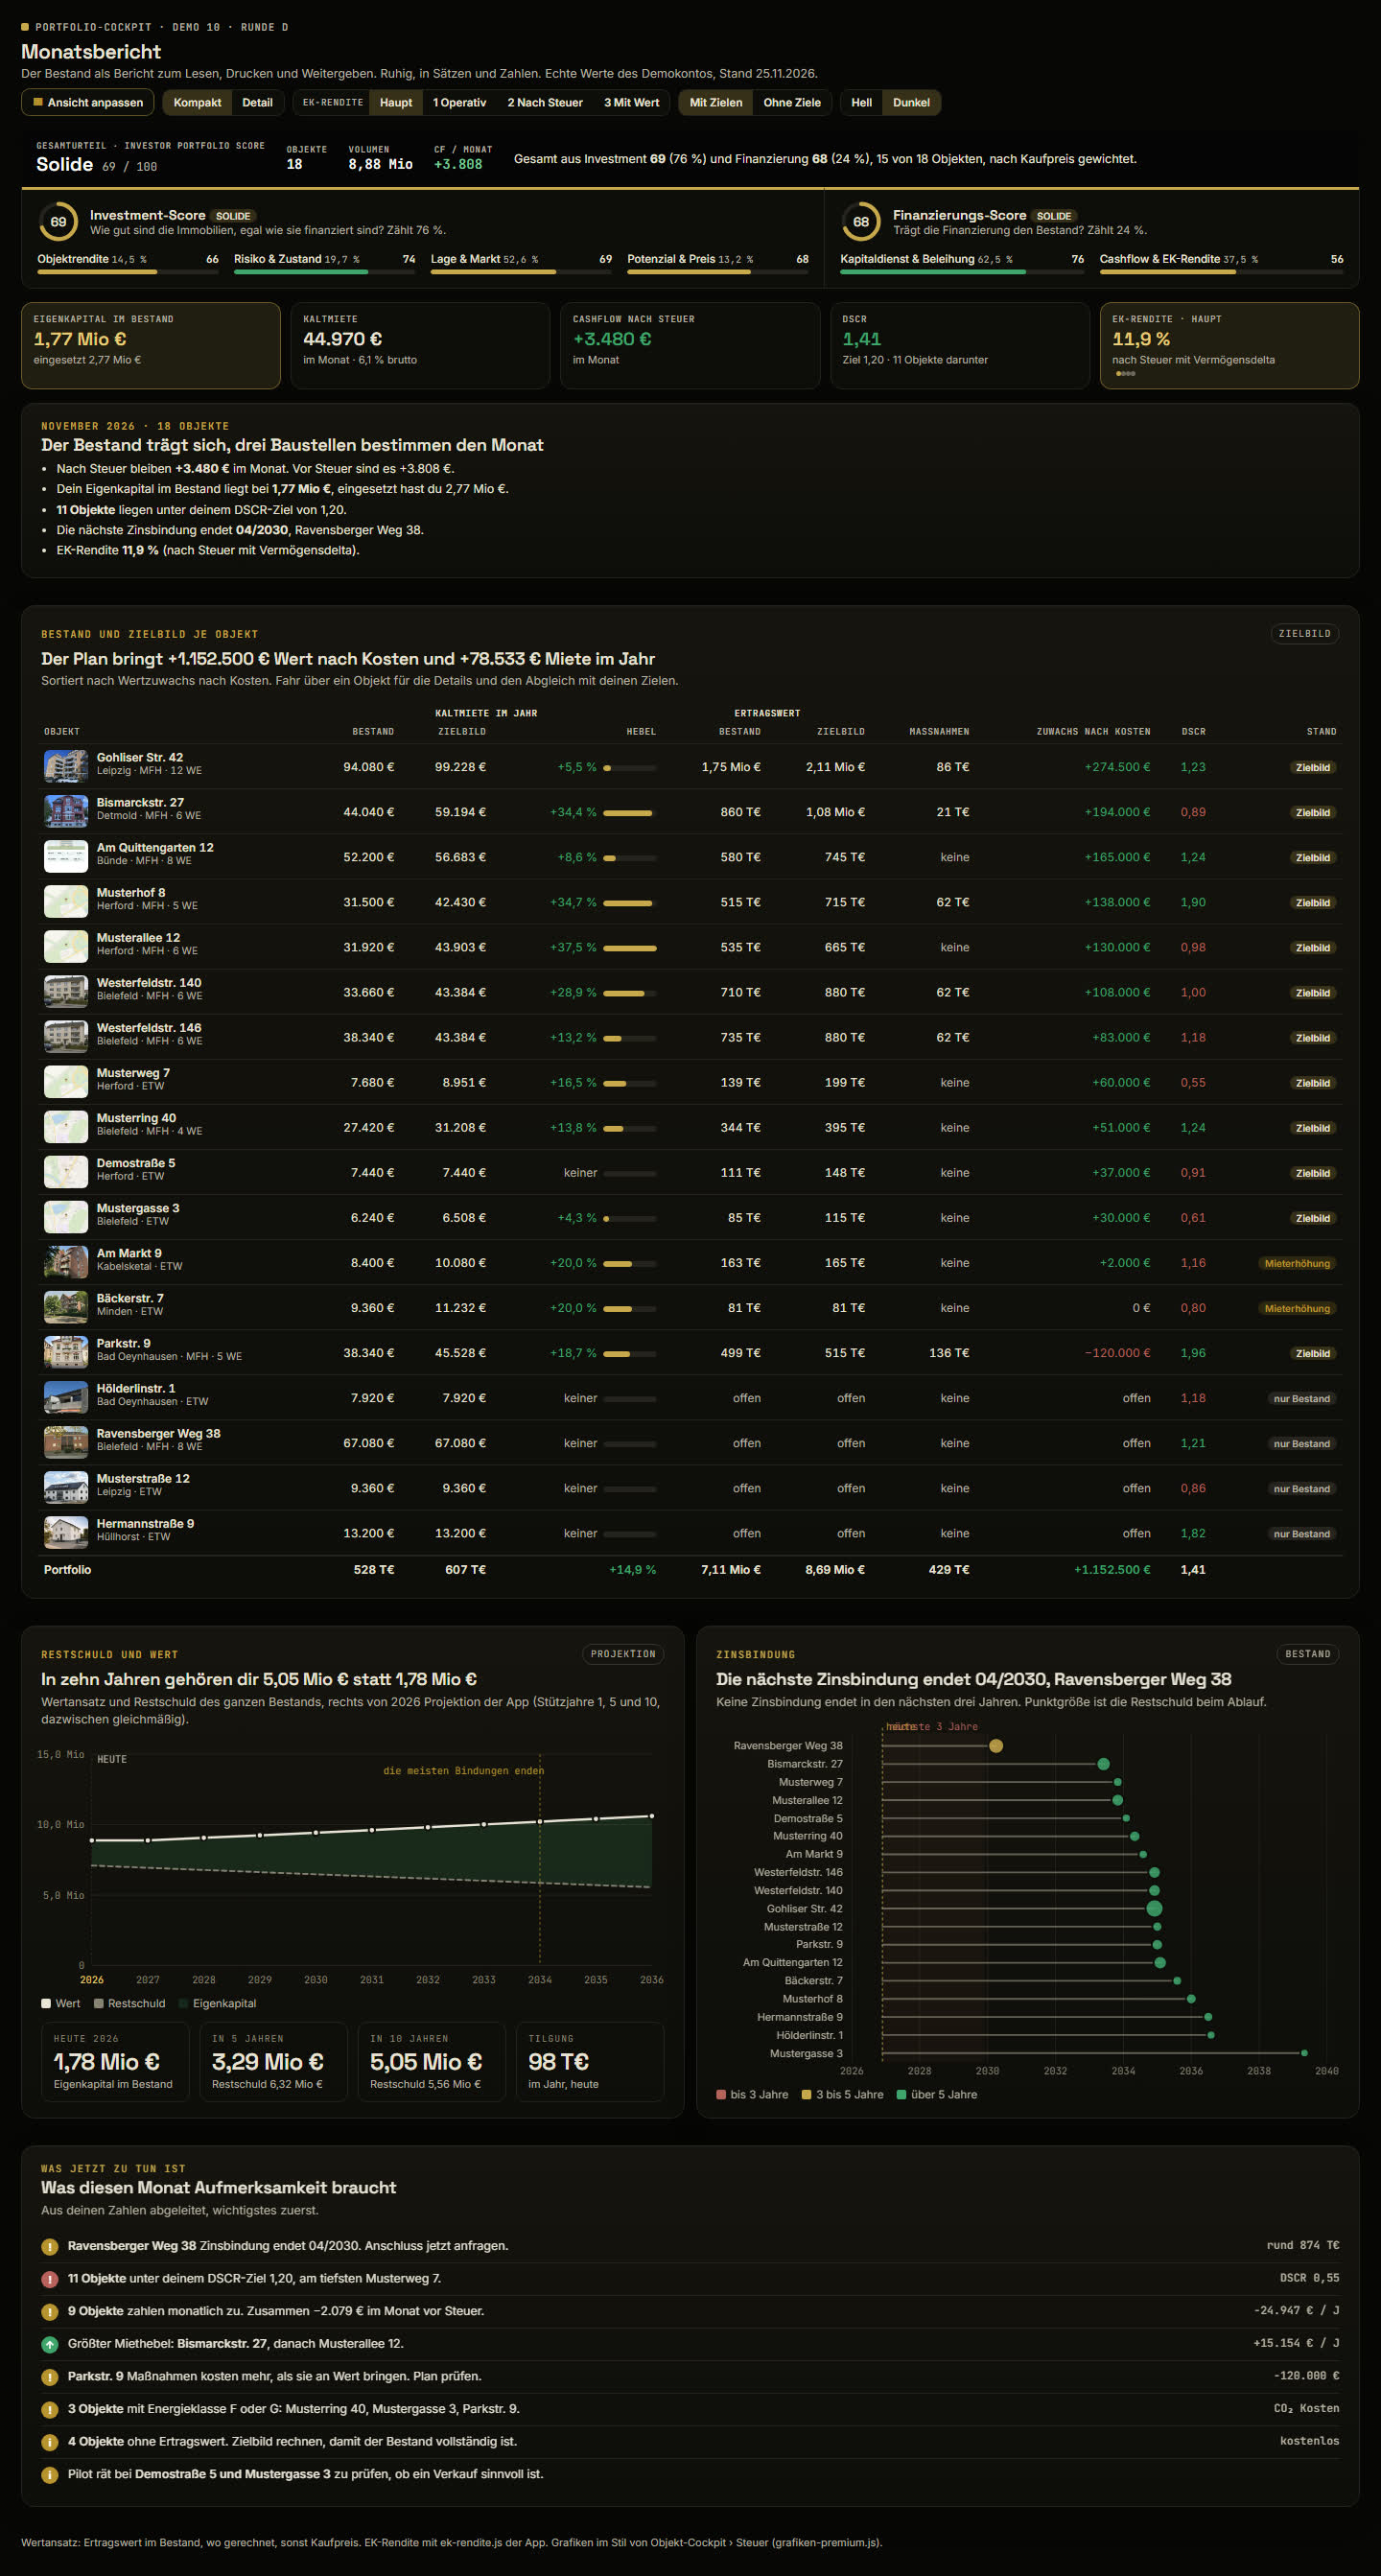 PORTFOLIO-COCKPIT · DEMO 10 · RUNDE D
Monatsbericht
Der Bestand als Bericht zum Lesen, Drucken und Weitergeben. Ruhig, in Sätzen und Zahlen. Echte Werte des Demokontos, Stand 25.11.2026.
Ansicht anpassen Kompakt Detail EK-RENDITE Haupt 1 Operativ 2 Nach Steuer 3 Mit Wert Mit Zielen Ohne Ziele Hell Dunkel
GESAMTURTEIL · INVESTOR PORTFOLIO SCORE OBJEKTE VOLUMEN CF / MONAT
Solide 69 / 100 18 8,88 Mio +3.808 Gesamt aus Investment 69 (76 %) und Finanzierung 68 (24 %), 15 von 18 Objekten, nach Kaufpreis gewichtet.
69 Investment-Score SOLIDE
Wie gut sind die Immobilien, egal wie sie finanziert sind? Zählt 76 %.
Objektrendite 14,5 % 66 Risiko & Zustand 19,7 % 74 Lage & Markt 52,6 % 69 Potenzial & Preis 13,2 % 68
68 Finanzierungs-Score SOLIDE
Trägt die Finanzierung den Bestand? Zählt 24 %.
Kapitaldienst & Beleihung 62,5 % 76 Cashflow & EK-Rendite 37,5 % 56
EIGENKAPITAL IM BESTAND
1,77 Mio €
eingesetzt 2,77 Mio €
KALTMIETE
44.970 €
im Monat · 6,1 % brutto
CASHFLOW NACH STEUER
+3.480 €
im Monat
DSCR
1,41
Ziel 1,20 · 11 Objekte darunter
EK-RENDITE · HAUPT
11,9 %
nach Steuer mit Vermögensdelta
NOVEMBER 2026 · 18 OBJEKTE
Der Bestand trägt sich, drei Baustellen bestimmen den Monat
• Nach Steuer bleiben +3.480 € im Monat. Vor Steuer sind es +3.808 €.
• Dein Eigenkapital im Bestand liegt bei 1,77 Mio €, eingesetzt hast du 2,77 Mio €.
• 11 Objekte liegen unter deinem DSCR-Ziel von 1,20.
• Die nächste Zinsbindung endet 04/2030, Ravensberger Weg 38.
• EK-Rendite 11,9 % (nach Steuer mit Vermögensdelta).
BESTAND UND ZIELBILD JE OBJEKT ZIELBILD
Der Plan bringt +1.152.500 € Wert nach Kosten und +78.533 € Miete im Jahr
Sortiert nach Wertzuwachs nach Kosten. Fahr über ein Objekt für die Details und den Abgleich mit deinen Zielen.
KALTMIETE IM JAHR ERTRAGSWERT
OBJEKT BESTAND ZIELBILD HEBEL BESTAND ZIELBILD MASSNAHMEN ZUWACHS NACH KOSTEN DSCR STAND
Gohliser Str. 42
Leipzig · MFH · 12 WE
94.080 € 99.228 € +5,5 % 1,75 Mio € 2,11 Mio € 86 T€ +274.500 € 1,23 Zielbild
Bismarckstr. 27
Detmold · MFH · 6 WE
44.040 € 59.194 € +34,4 % 860 T€ 1,08 Mio € 21 T€ +194.000 € 0,89 Zielbild
Am Quittengarten 12
Bünde · MFH · 8 WE
52.200 € 56.683 € +8,6 % 580 T€ 745 T€ keine +165.000 € 1,24 Zielbild
Musterhof 8
Herford · MFH · 5 WE
31.500 € 42.430 € +34,7 % 515 T€ 715 T€ 62 T€ +138.000 € 1,90 Zielbild
Musterallee 12
Herford · MFH · 6 WE
31.920 € 43.903 € +37,5 % 535 T€ 665 T€ keine +130.000 € 0,98 Zielbild
Westerfeldstr. 140
Bielefeld · MFH · 6 WE
33.660 € 43.384 € +28,9 % 710 T€ 880 T€ 62 T€ +108.000 € 1,00 Zielbild
Westerfeldstr. 146
Bielefeld · MFH · 6 WE
38.340 € 43.384 € +13,2 % 735 T€ 880 T€ 62 T€ +83.000 € 1,18 Zielbild
Musterweg 7
Herford · ETW
7.680 € 8.951 € +16,5 % 139 T€ 199 T€ keine +60.000 € 0,55 Zielbild
Musterring 40
Bielefeld · MFH · 4 WE
27.420 € 31.208 € +13,8 % 344 T€ 395 T€ keine +51.000 € 1,24 Zielbild
Demostraße 5
Herford · ETW
7.440 € 7.440 € keiner 111 T€ 148 T€ keine +37.000 € 0,91 Zielbild
Mustergasse 3
Bielefeld · ETW
6.240 € 6.508 € +4,3 % 85 T€ 115 T€ keine +30.000 € 0,61 Zielbild
Am Markt 9
Kabelsketal · ETW
8.400 € 10.080 € +20,0 % 163 T€ 165 T€ keine +2.000 € 1,16 Mieterhöhung
Bäckerstr. 7
Minden · ETW
9.360 € 11.232 € +20,0 % 81 T€ 81 T€ keine 0 € 0,80 Mieterhöhung
Parkstr. 9
Bad Oeynhausen · MFH · 5 WE
38.340 € 45.528 € +18,7 % 499 T€ 515 T€ 136 T€ −120.000 € 1,96 Zielbild
Hölderlinstr. 1
Bad Oeynhausen · ETW
7.920 € 7.920 € keiner offen offen keine offen 1,18 nur Bestand
Ravensberger Weg 38
Bielefeld · MFH · 8 WE
67.080 € 67.080 € keiner offen offen keine offen 1,21 nur Bestand
Musterstraße 12
Leipzig · ETW
9.360 € 9.360 € keiner offen offen keine offen 0,86 nur Bestand
Hermannstraße 9
Hüllhorst · ETW
13.200 € 13.200 € keiner offen offen keine offen 1,82 nur Bestand
Portfolio 528 T€ 607 T€ +14,9 % 7,11 Mio € 8,69 Mio € 429 T€ +1.152.500 € 1,41
RESTSCHULD UND WERT PROJEKTION
In zehn Jahren gehören dir 5,05 Mio € statt 1,78 Mio €
Wertansatz und Restschuld des ganzen Bestands, rechts von 2026 Projektion der App (Stützjahre 1, 5 und 10,
dazwischen gleichmäßig).
15,0 Mio HEUTE
die meisten Bindungen enden
10,0 Mio
5,0 Mio
0
2026 2027 2028 2029 2030 2031 2032 2033 2034 2035 2036
Wert Restschuld Eigenkapital
HEUTE 2026
1,78 Mio €
Eigenkapital im Bestand
IN 5 JAHREN
3,29 Mio €
Restschuld 6,32 Mio €
IN 10 JAHREN
5,05 Mio €
Restschuld 5,56 Mio €
TILGUNG
98 T€
im Jahr, heute
ZINSBINDUNG BESTAND
Die nächste Zinsbindung endet 04/2030, Ravensberger Weg 38
Keine Zinsbindung endet in den nächsten drei Jahren. Punktgröße ist die Restschuld beim Ablauf.
heute nächste 3 Jahre
Ravensberger Weg 38
Bismarckstr. 27
Musterweg 7
Musterallee 12
Demostraße 5
Musterring 40
Am Markt 9
Westerfeldstr. 146
Westerfeldstr. 140
Gohliser Str. 42
Musterstraße 12
Parkstr. 9
Am Quittengarten 12
Bäckerstr. 7
Musterhof 8
Hermannstraße 9
Hölderlinstr. 1
Mustergasse 3
2026 2028 2030 2032 2034 2036 2038 2040
bis 3 Jahre 3 bis 5 Jahre über 5 Jahre
WAS JETZT ZU TUN IST
Was diesen Monat Aufmerksamkeit braucht
Aus deinen Zahlen abgeleitet, wichtigstes zuerst.
! Ravensberger Weg 38 Zinsbindung endet 04/2030. Anschluss jetzt anfragen. rund 874 T€
! 11 Objekte unter deinem DSCR-Ziel 1,20, am tiefsten Musterweg 7. DSCR 0,55
! 9 Objekte zahlen monatlich zu. Zusammen −2.079 € im Monat vor Steuer. -24.947 € / J
Größter Miethebel: Bismarckstr. 27, danach Musterallee 12. +15.154 € / J
! Parkstr. 9 Maßnahmen kosten mehr, als sie an Wert bringen. Plan prüfen. -120.000 €
! 3 Objekte mit Energieklasse F oder G: Musterring 40, Mustergasse 3, Parkstr. 9. CO₂ Kosten
i 4 Objekte ohne Ertragswert. Zielbild rechnen, damit der Bestand vollständig ist. kostenlos
i Pilot rät bei Demostraße 5 und Mustergasse 3 zu prüfen, ob ein Verkauf sinnvoll ist.
Wertansatz: Ertragswert im Bestand, wo gerechnet, sonst Kaufpreis. EK-Rendite mit ek-rendite.js der App. Grafiken im Stil von Objekt-Cockpit › Steuer (grafiken-premium.js).